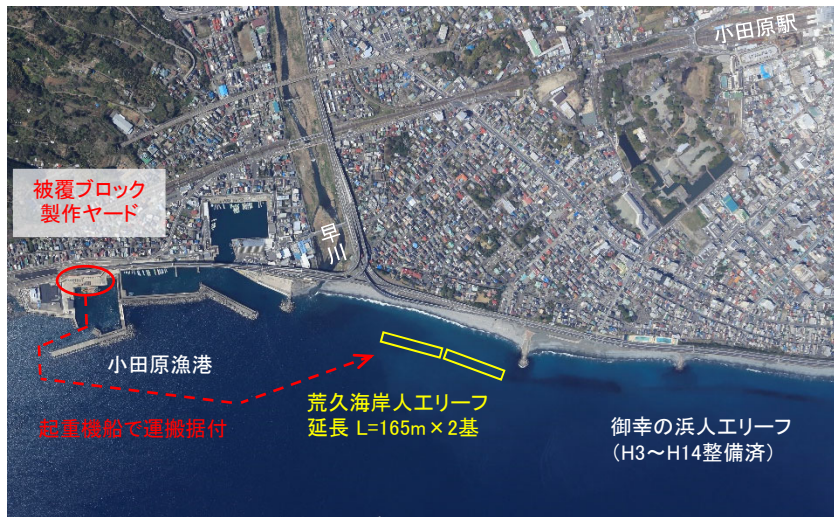 小田原駅
被覆ブロック
製作ヤード
早川
小田原漁港
荒久海岸人工リーフ
延長 L=165m×2基
起重機船で運搬据付
御幸の浜人工リーフ
（H3～H14整備済）